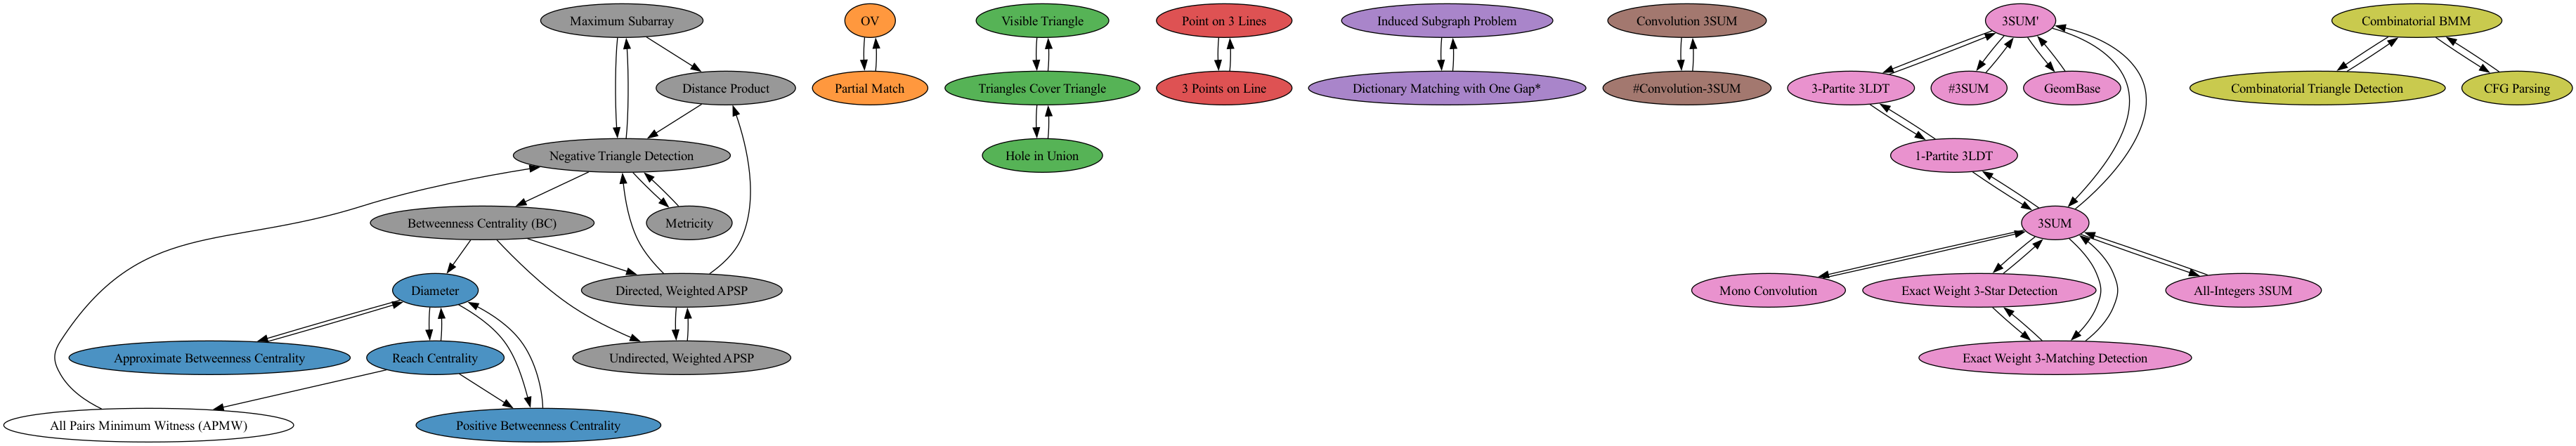 Maximum Subarray
OV
Visible Triangle
Point on 3 Lines
Induced Subgraph Problem
Convolution 3SUM
3SUM'
Combinatorial BMM
Distance Product
Partial Match
Triangles Cover Triangle
3 Points on Line
Dictionary Matching with One Gap*
#Convolution-3SUM
3-Partite 3LDT
#3SUM
GeomBase
Combinatorial Triangle Detection
CFG Parsing
Negative Triangle Detection
Hole in Union
1-Partite 3LDT
Betweenness Centrality (BC)
Metricity
3SUM
Diameter
Directed, Weighted APSP
Mono Convolution
Exact Weight 3-Star Detection
All-Integers 3SUM
Approximate Betweenness Centrality
Reach Centrality
Undirected, Weighted APSP
Exact Weight 3-Matching Detection
All Pairs Minimum Witness (APMW)
Positive Betweenness Centrality